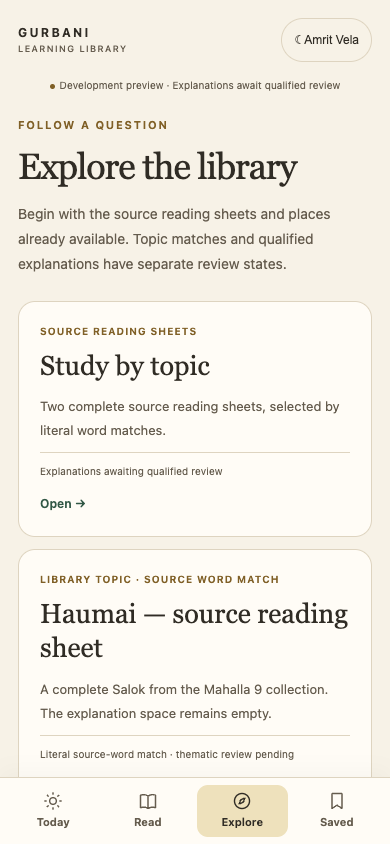 GURBANI
LEARNING LIBRARY
☾ Amrit Vela
• Development preview · Explanations await qualified review
FOLLOW A QUESTION
Explore the library
Begin with the source reading sheets and places
already available. Topic matches and qualified
explanations have separate review states.
SOURCE READING SHEETS
Study by topic
Two complete source reading sheets, selected by
literal word matches.
Explanations awaiting qualified review
Open →
LIBRARY TOPIC · SOURCE WORD MATCH
Haumai — source reading
sheet
A complete Salok from the Mahalla 9 collection.
The explanation space remains empty.
Literal source-word match · thematic review pending
Today
Read
Explore
Saved